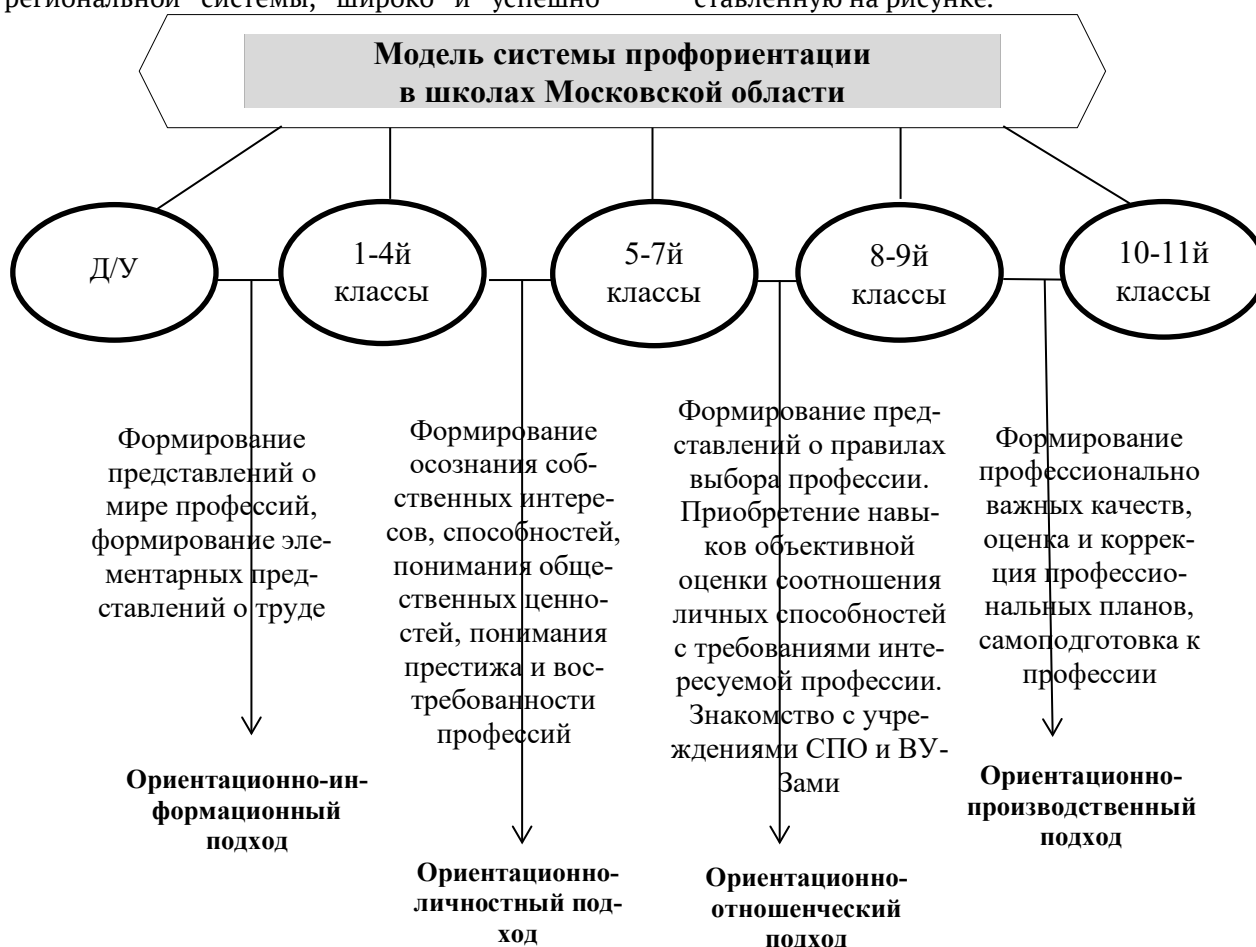 региональной системы, широко и успешно
ставленную на рисунке.
Модель системы профориентации
в школах Московской области
Д/У
1-4й
классы
5-7й
классы
8-9й
классы
10-11й
классы
Формирование
представлений о
мире профессий,
формирование эле-
ментарных пред-
ставлений о труде
Формирование
осознания соб-
ственных интере-
сов, способностей,
понимания обще-
ственных ценно-
стей, понимания
престижа и вос-
требованности
профессий
Формирование пред-
ставлений о правилах
выбора профессии.
Приобретение навы-
ков объективной
оценки соотношения
личных способностей
с требованиями инте-
ресуемой профессии.
Знакомство с учре-
ждениями СПО и ВУ-
Зами
Формирование
профессионально
важных качеств,
оценка и коррек-
ция профессио-
нальных планов,
самоподготовка к
профессии
Ориентационно-ин-
формационный
подход
Ориентационно-
личностный под-
ход
Ориентационно-
отношенческий
подход
Ориентационно-
производственный
подход